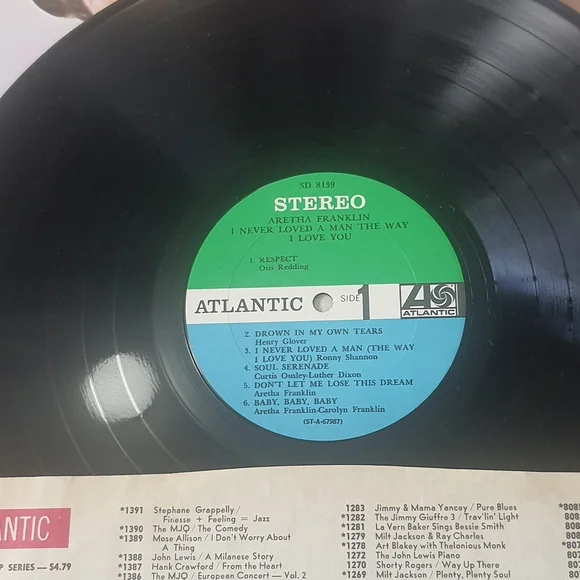 SD 8139
STEREO
ARETHA FRANKLIN
I NEVER LOVED A MAN THE WAY
I LOVE YOU
1. RESPECT
Otis Redding
ATLANTIC SIDE 1 ATLANTIC
2. DROWN IN MY OWN TEARS
Henry Glover
3. I NEVER LOVED A MAN (THE WAY
I LOVE YOU) Ronny Shannon
4. SOUL SERENADE
Curtis Ousley-Luther Dixon
5. DON'T LET ME LOSE THIS DREAM
Aretha Franklin
6. BABY, BABY, BABY
Aretha Franklin-Carolyn Franklin
(ST-A-67987)
ANTIC
P SERIES — $4.79
*1391 Stephane Grappelly /
Finesse + Feeling = Jazz
*1390 The MJQ / The Comedy
*1389 Mose Allison / I Don't Worry About
A Thing
*1388 John Lewis / A Milanese Story
*1387 Hank Crawford / From the Heart
*1386 The MJQ / European Concert — Vol. 2
1283 Jimmy & Mama Yancey / Pure Blues
*1282 The Jimmy Giuffre 3 / Trav'lin' Light
*1281 La Vern Baker Sings Bessie Smith
*1279 Milt Jackson & Ray Charles
*1278 Art Blakey with Thelonious Monk
*1272 The John Lewis Piano
1270 Shorty Rogers / Way Up There
*1269 Milt Jackson / Plenty, Plenty Soul